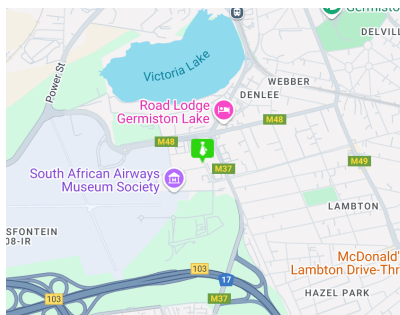 Germisto
DELVILL
Power St
Victoria Lake
WEBBER
DENLEE
Road Lodge
Germiston Lake
M48
M48
M49
M37
South African Airways
Museum Society
LAMBTON
SFONTEIN
08-IR
McDonald'
Lambton Drive-Thr
103
17
103
M37
HAZEL PARK